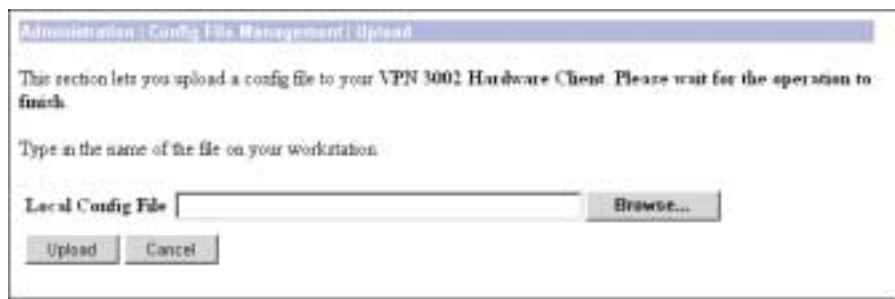 Administration | Config File Management | Upload
This section lets you upload a config file to your VPN 3002 Hardware Client. Please wait for the operation to
finish.
Type in the name of the file on your workstation.
Local Config File Browse...
Upload Cancel